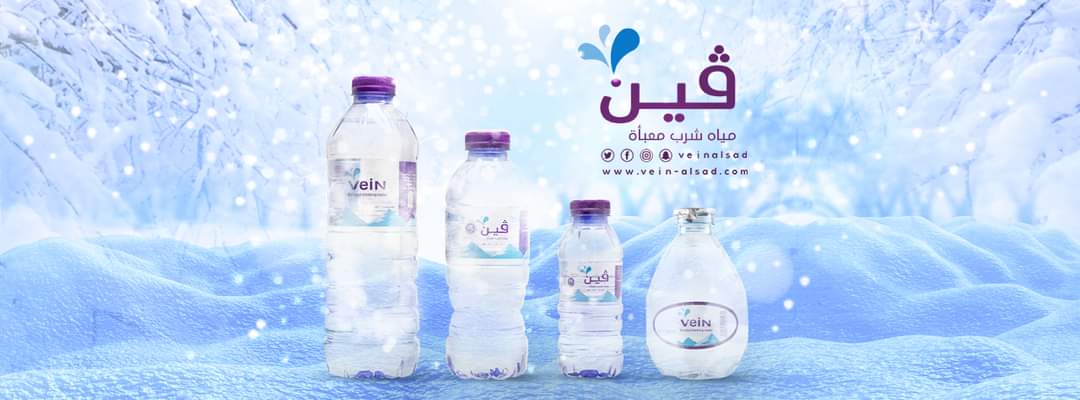 ڤين
مياه شرب معبأة
veinalsad
www.vein-alsad.com
vein
ڤين
ڤين
vein